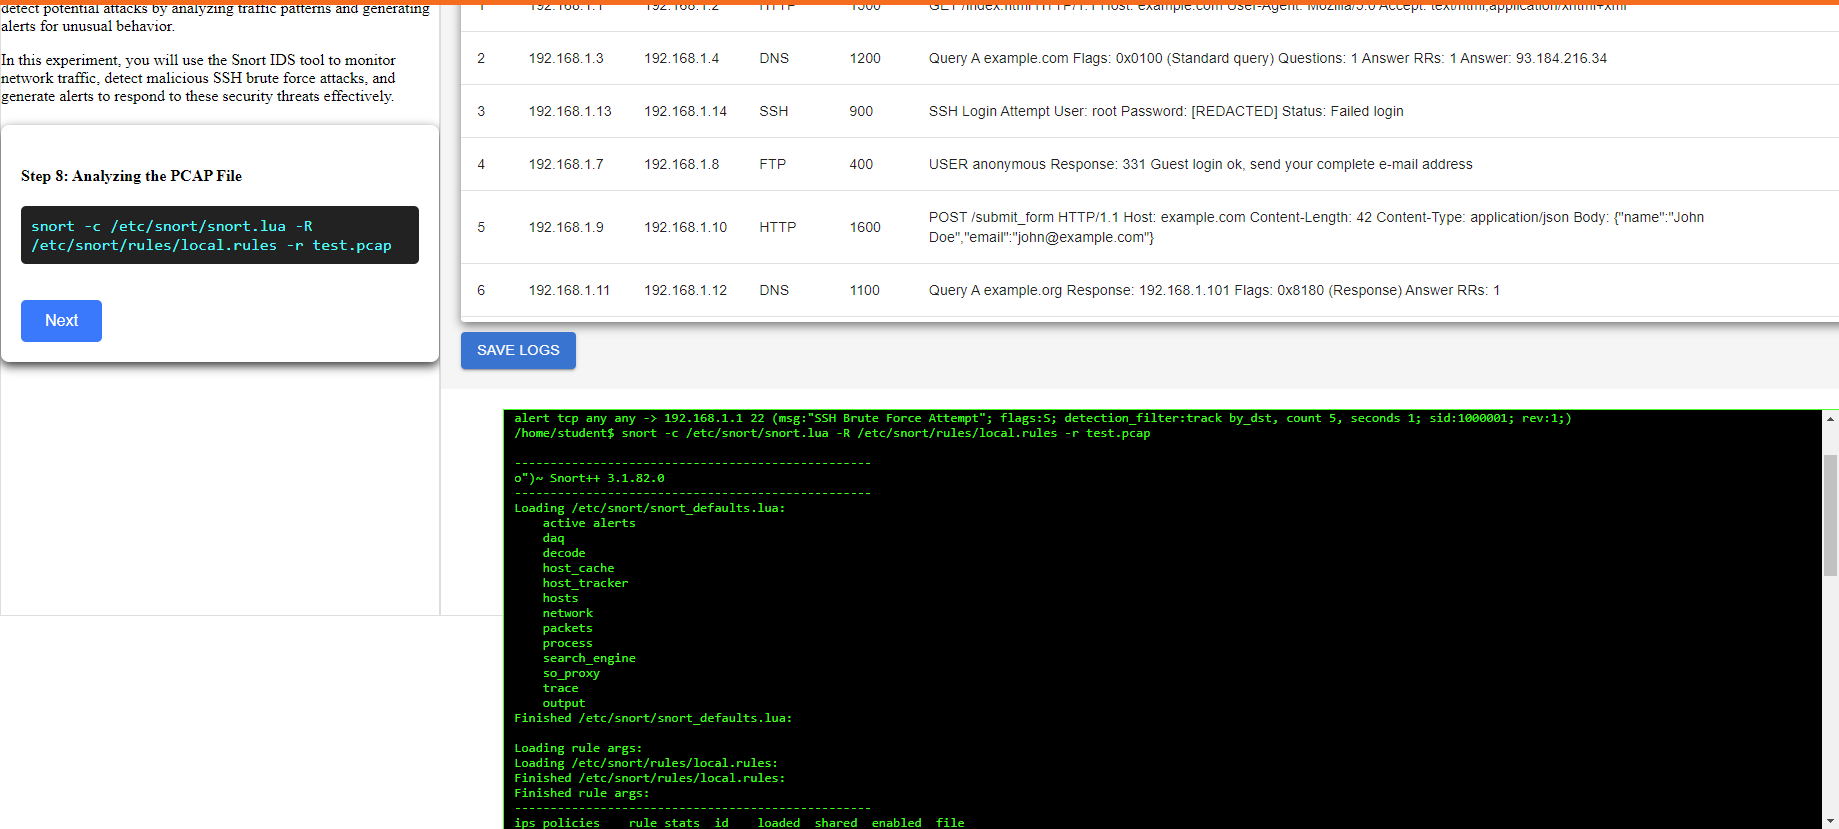 detect potential attacks by analyzing traffic patterns and generating
alerts for unusual behavior.
In this experiment, you will use the Snort IDS tool to monitor
network traffic, detect malicious SSH brute force attacks, and
generate alerts to respond to these security threats effectively.
Step 8: Analyzing the PCAP File
snort -c /etc/snort/snort.lua -R
/etc/snort/rules/local.rules -r test.pcap
Next
1 192.168.1.1 192.168.1.2 HTTP 1500 GET /index.html HTTP/1.1 Host: example.com User-Agent: Mozilla/5.0 Accept: text/html,application/xhtml+xml
2 192.168.1.3 192.168.1.4 DNS 1200 Query A example.com Flags: 0x0100 (Standard query) Questions: 1 Answer RRs: 1 Answer: 93.184.216.34
3 192.168.1.13 192.168.1.14 SSH 900 SSH Login Attempt User: root Password: [REDACTED] Status: Failed login
4 192.168.1.7 192.168.1.8 FTP 400 USER anonymous Response: 331 Guest login ok, send your complete e-mail address
5 192.168.1.9 192.168.1.10 HTTP 1600 POST /submit_form HTTP/1.1 Host: example.com Content-Length: 42 Content-Type: application/json Body: {"name":"John
Doe","email":"john@example.com"}
6 192.168.1.11 192.168.1.12 DNS 1100 Query A example.org Response: 192.168.1.101 Flags: 0x8180 (Response) Answer RRs: 1
SAVE LOGS
alert tcp any any -> 192.168.1.1 22 (msg:"SSH Brute Force Attempt"; flags:S; detection_filter:track by_dst, count 5, seconds 1; sid:1000001; rev:1;)
/home/student$ snort -c /etc/snort/snort.lua -R /etc/snort/rules/local.rules -r test.pcap
--------------------------------------------------
o")~ Snort++ 3.1.82.0
--------------------------------------------------
Loading /etc/snort/snort_defaults.lua:
active alerts
daq
decode
host_cache
host_tracker
hosts
network
packets
process
search_engine
so_proxy
trace
output
Finished /etc/snort/snort_defaults.lua:
Loading rule args:
Loading /etc/snort/rules/local.rules:
Finished /etc/snort/rules/local.rules:
Finished rule args:
--------------------------------------------------
ips policies rule stats id loaded shared enabled file